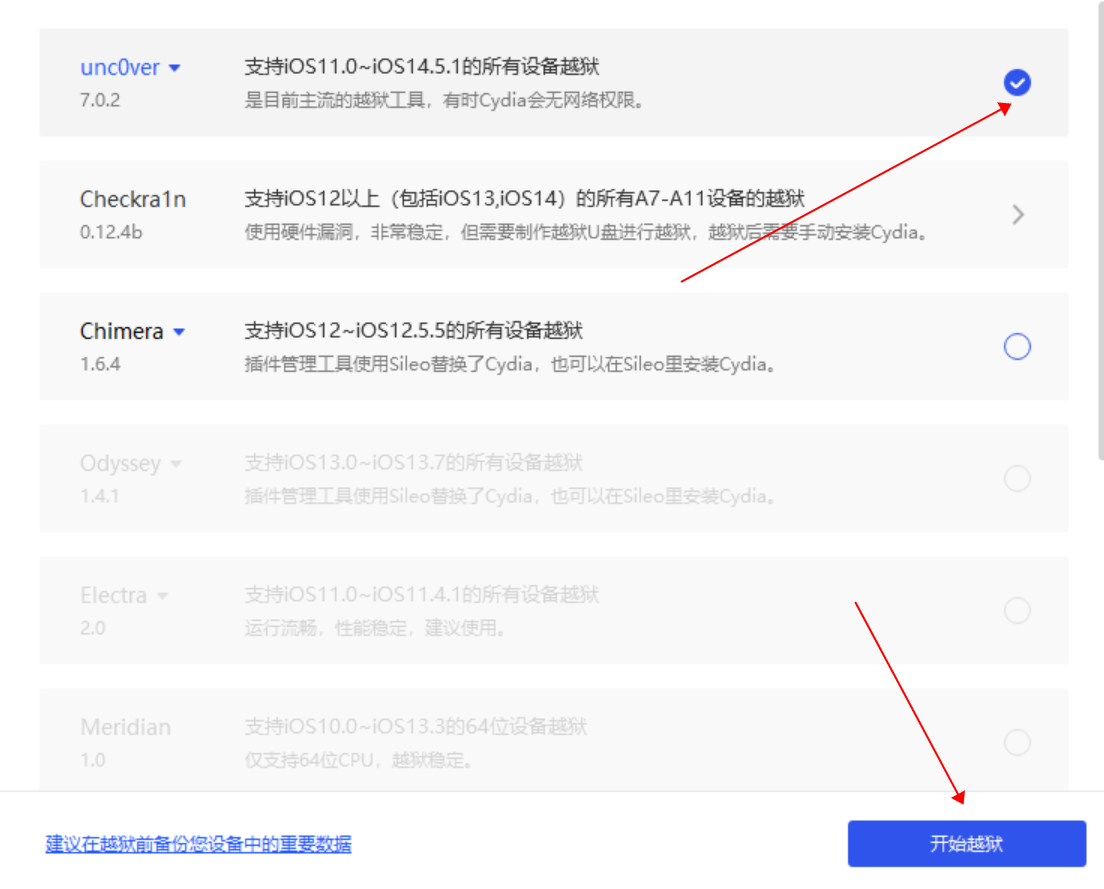 unc0ver
支持iOS11.0~iOS14.5.1的所有设备越狱
7.0.2
是目前主流的越狱工具，有时Cydia会无网络权限。
Checkra1n
支持iOS12以上（包括iOS13,iOS14）的所有A7-A11设备的越狱
0.12.4b
使用硬件漏洞，非常稳定，但需要制作越狱U盘进行越狱，越狱后需要手动安装Cydia。
Chimera
支持iOS12~iOS12.5.5的所有设备越狱
1.6.4
插件管理工具使用Sileo替换了Cydia，也可以在Sileo里安装Cydia。
Odyssey
支持iOS13.0~iOS13.7的所有设备越狱
1.4.1
插件管理工具使用Sileo替换了Cydia，也可以在Sileo里安装Cydia。
Electra
支持iOS11.0~iOS11.4.1的所有设备越狱
2.0
运行流畅，性能稳定，建议使用。
Meridian
支持iOS10.0~iOS13.3的64位设备越狱
1.0
仅支持64位CPU，越狱稳定。
建议在越狱前备份您设备中的重要数据
开始越狱